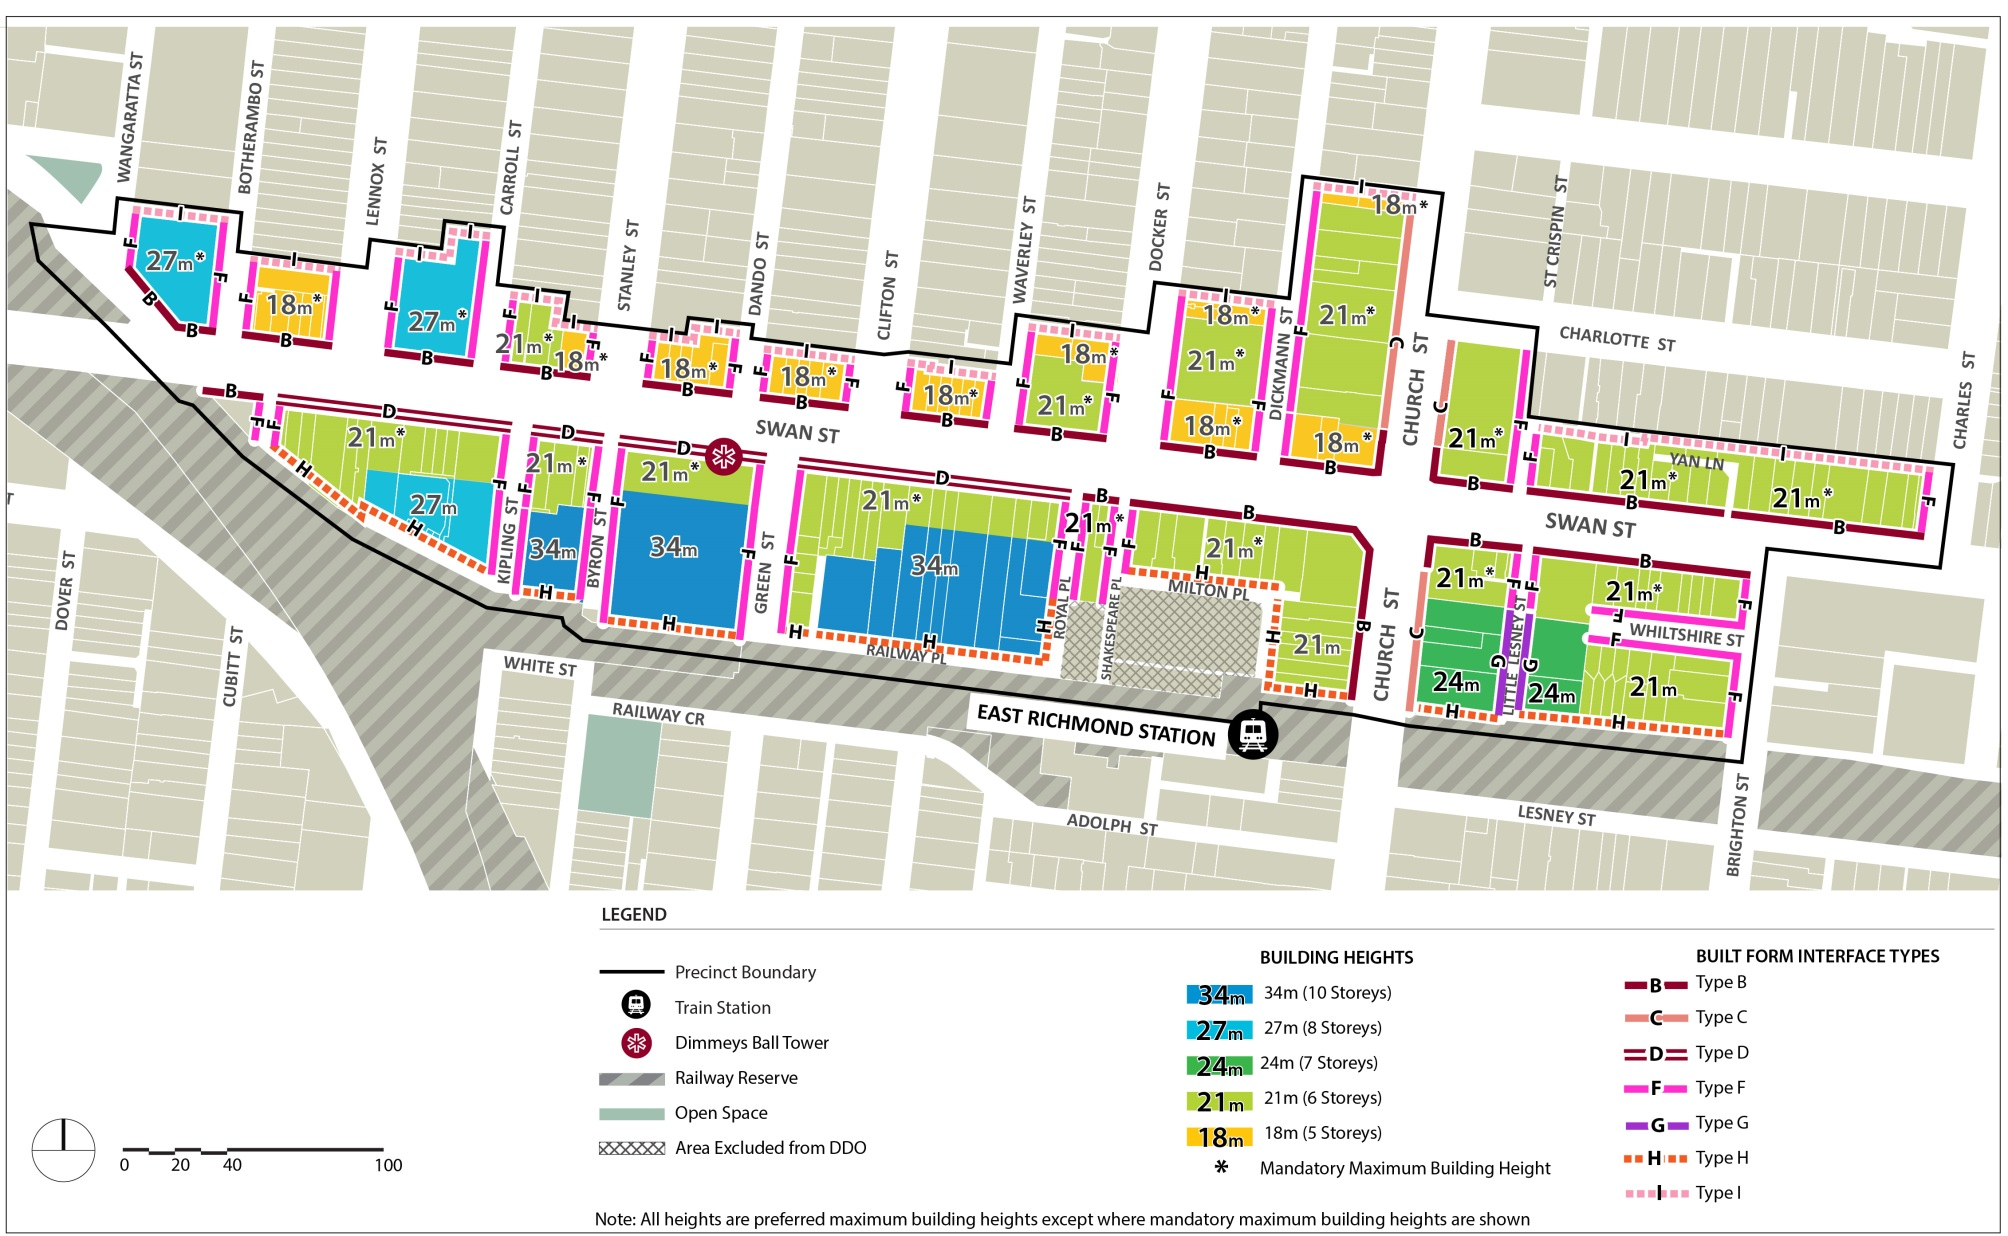 WANGARATTA ST
BOTHERAMBO ST
LENNOX ST
CARROLL ST
STANLEY ST
DANDO ST
CLIFTON ST
WAVERLEY ST
DOCKER ST
DICKMANN ST
CHURCH ST
ST CRISPIN ST
CHARLOTTE ST
CHARLES ST
YAN LN
I
F
27m*
F
B
B
I
F
18m*
B
I
I
F
27m*
B
I
F
I
21m*
F
18m*
B
I
I
F
18m*
F
B
I
F
18m*
F
B
I
F
18m*
B
I
18m*
F
21m*
F
B
I
18m*
21m*
F
F
18m*
B
I
18m*
F
21m*
C
18m*
B
C
21m*
F
B
F
I
I
21m*
21m*
F
B
B
SWAN ST
SWAN ST
B
F
F
D
21m*
H
27m
H
F
KIPLING ST
D
21m*
F
F
34m
H
BYRON ST
D
21m*
F
34m
F
H
GREEN ST
D
21m*
F
34m
F
H
H
H
RAILWAY PL
ROYAL PL
B
21m*
F
F
SHAKESPEARE PL
F
B
21m*
H
MILTON PL
H
21m
B
H
CHURCH ST
B
21m*
F
C
24m
G
H
LITTLE LESNEY ST
B
F
21m*
F
F
WHILTSHIRE ST
F
G
24m
21m
F
H
EAST RICHMOND STATION
T
DOVER ST
CUBITT ST
WHITE ST
RAILWAY CR
ADOLPH ST
LESNEY ST
BRIGHTON ST
LEGEND
Precinct Boundary
Train Station
Dimmeys Ball Tower
Railway Reserve
Open Space
Area Excluded from DDO
BUILDING HEIGHTS
34m 34m (10 Storeys)
27m 27m (8 Storeys)
24m 24m (7 Storeys)
21m 21m (6 Storeys)
18m 18m (5 Storeys)
* Mandatory Maximum Building Height
BUILT FORM INTERFACE TYPES
B Type B
C Type C
D Type D
F Type F
G Type G
H Type H
I Type I
0 20 40 100
Note: All heights are preferred maximum building heights except where mandatory maximum building heights are shown